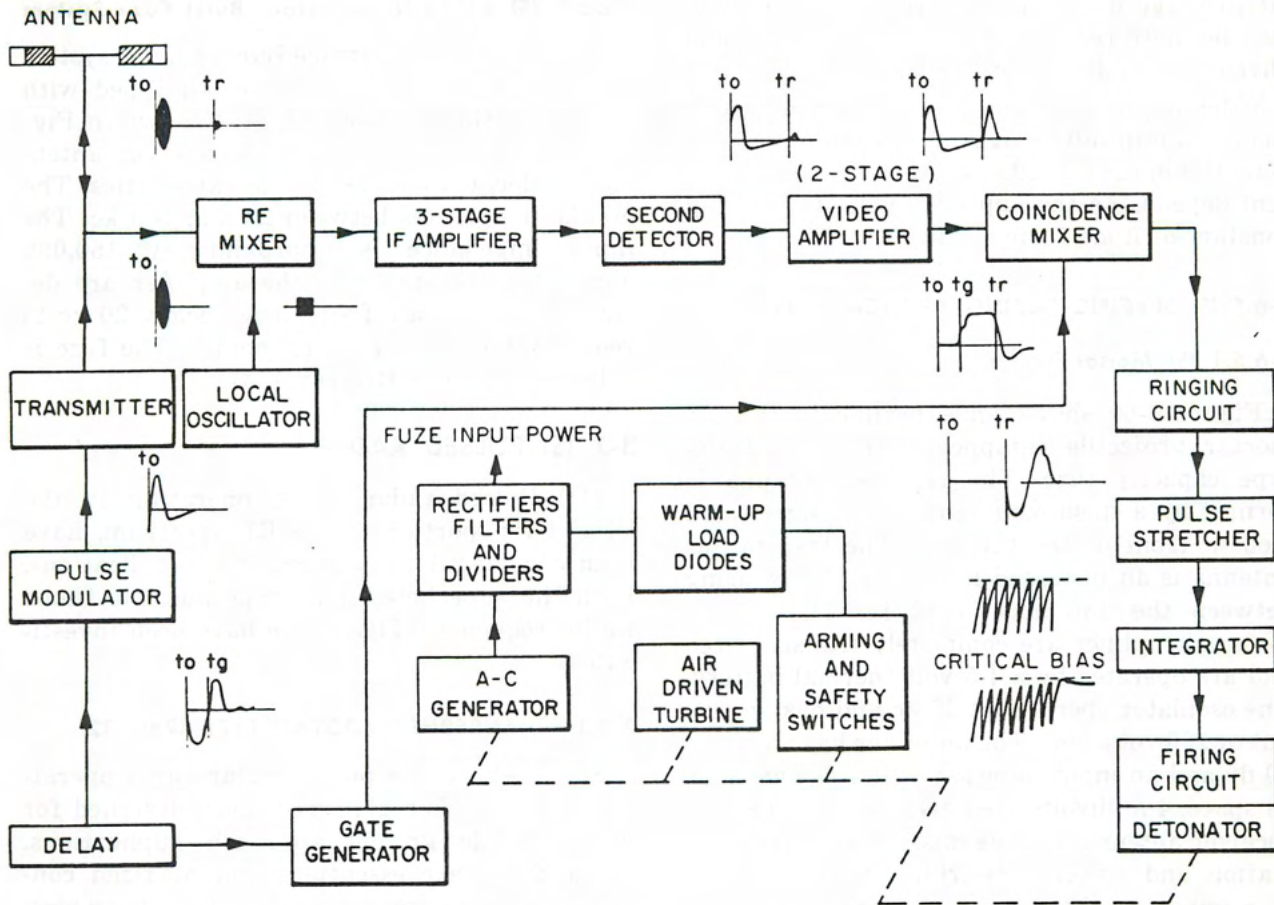 ANTENNA
to
tr
to
tr
to
tr
(2-STAGE)
RF
MIXER
3-STAGE
IF AMPLIFIER
SECOND
DETECTOR
VIDEO
AMPLIFIER
COINCIDENCE
MIXER
to
to
tg
tr
TRANSMITTER
LOCAL
OSCILLATOR
RINGING
CIRCUIT
FUZE INPUT POWER
to
tr
to
RECTIFIERS
FILTERS
AND
DIVIDERS
WARM-UP
LOAD
DIODES
PULSE
STRETCHER
PULSE
MODULATOR
to
tg
A-C
GENERATOR
AIR
DRIVEN
TURBINE
ARMING
AND
SAFETY
SWITCHES
CRITICAL BIAS
INTEGRATOR
FIRING
CIRCUIT
DETONATOR
DELAY
GATE
GENERATOR